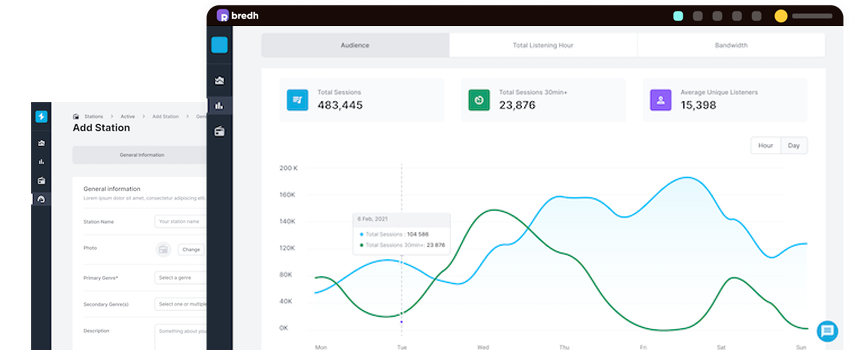 bredh
Audience
Total Listening Hour
Bandwidth
Total Sessions
483,445
Total Sessions 30min+
23,876
Average Unique Listeners
15,398
Hour
Day
200 K
160K
140K
120K
80K
40K
0K
6 Feb, 2021
Total Sessions : 104 586
Total Sessions 30min+: 23 876
Mon
Tue
Wed
Thu
Fri
Sat
Sun
Stations > Active > Add Station >
Add Station
General Information
General information
Lorem ipsum dolor sit amet, consectetur adipiscing elit.
Station Name
Your station name
Photo
Change
Primary Genre*
Select a genre
Secondary Genre(s)
Select one or multiple
Description
Something about you